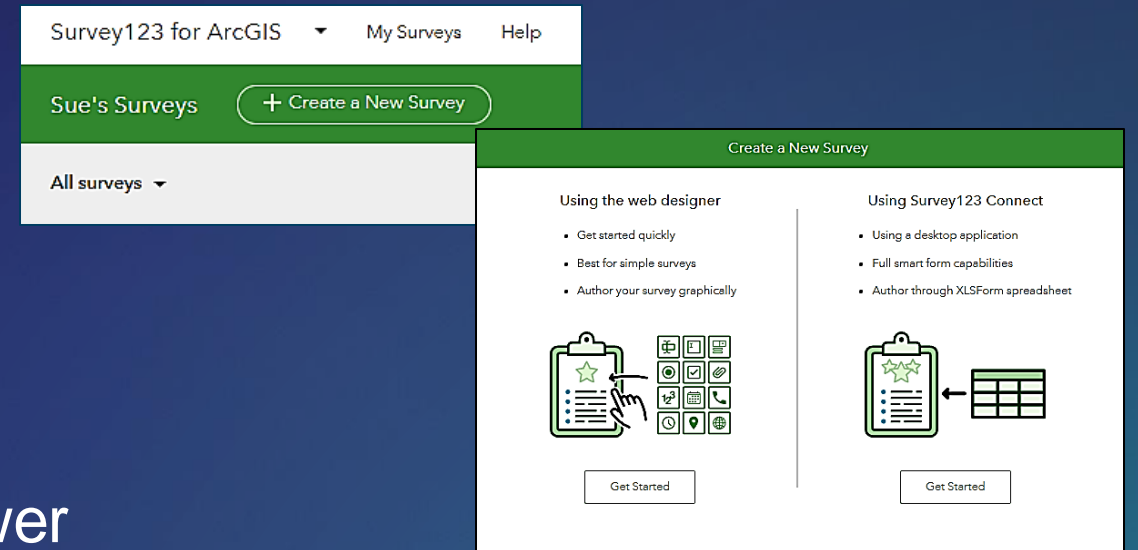 Survey123 for ArcGIS My Surveys Help
Sue's Surveys + Create a New Survey
All surveys
Create a New Survey
Using the web designer
• Get started quickly
• Best for simple surveys
• Author your survey graphically
Get Started
Using Survey123 Connect
• Using a desktop application
• Full smart form capabilities
• Author through XLSForm spreadsheet
Get Started